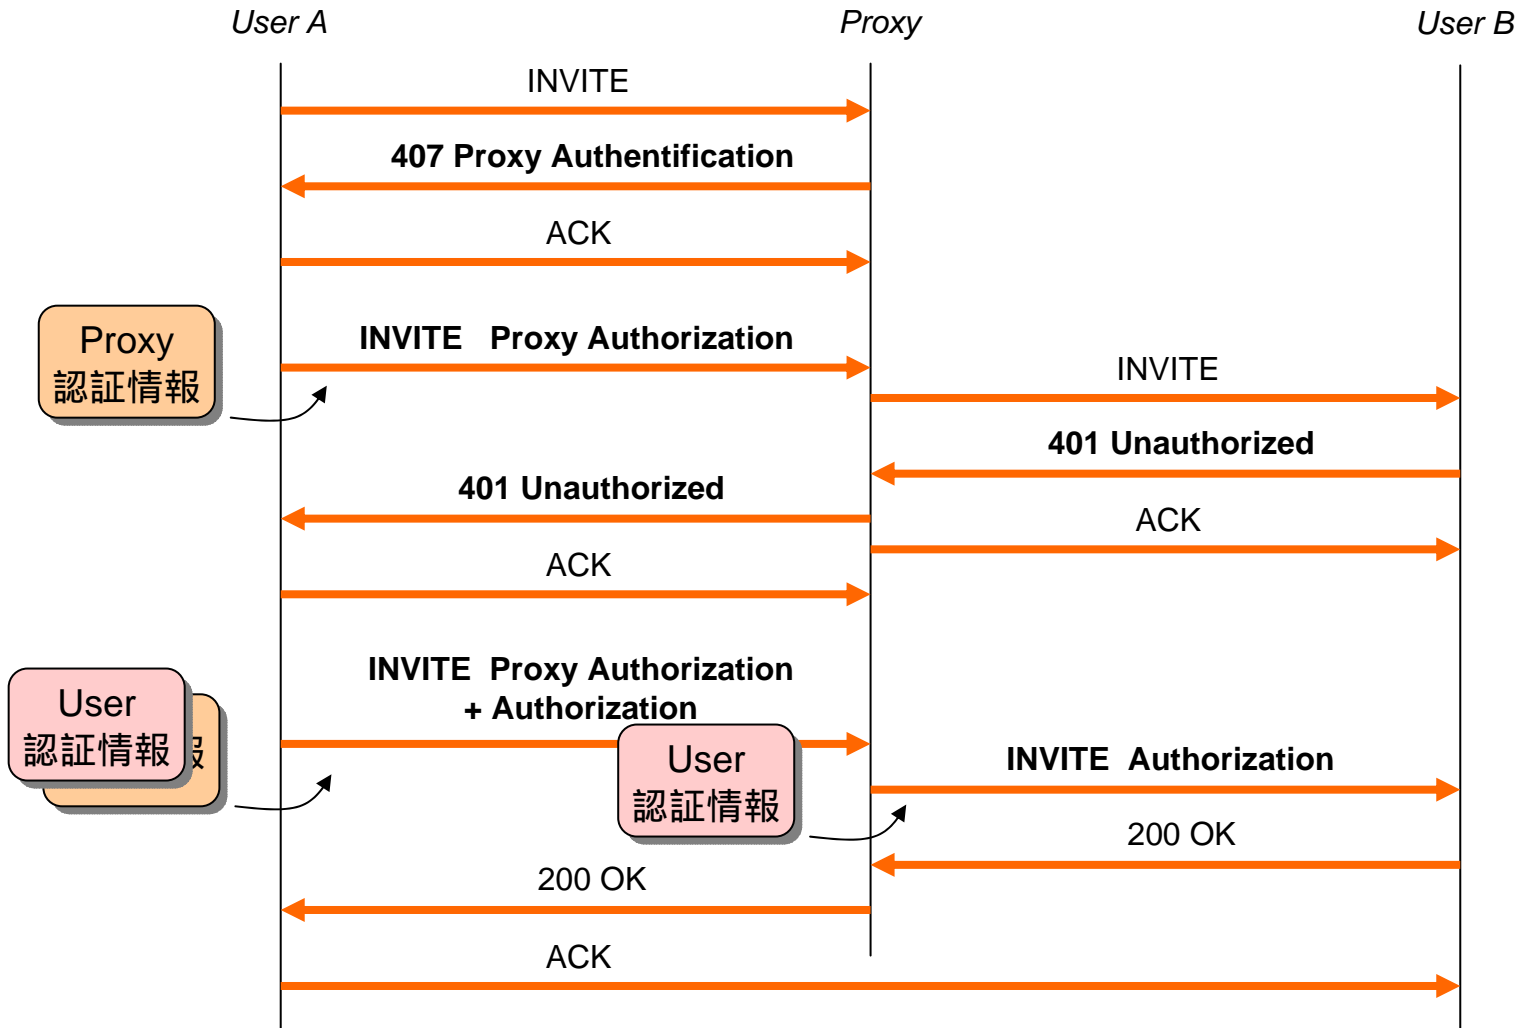 User A
Proxy
User B
INVITE
407 Proxy Authentification
ACK
Proxy
認証情報
INVITE Proxy Authorization
INVITE
401 Unauthorized
401 Unauthorized
ACK
ACK
INVITE Proxy Authorization
+ Authorization
User
認証情報
報
User
認証情報
INVITE Authorization
200 OK
200 OK
ACK